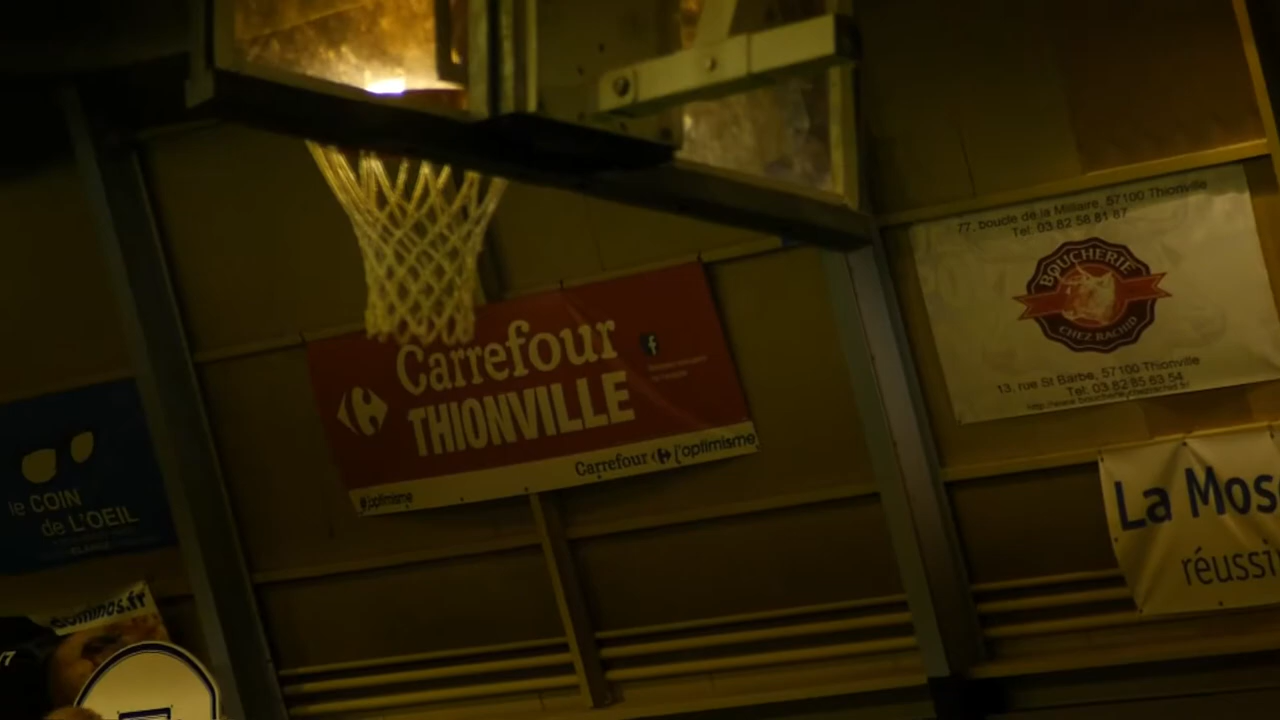 77, boucle de la Milliaire, 57100 Thionville
Tel: 03 82 58 81 87
BOUCHERIE
CHEZ RACHID
13, rue St Barbe, 57100 Thionville
Tel: 03 82 85 63 54
Carrefour
THIONVILLE
Carrefour j'optimisme
#joptimisme
le COIN
de L'OEIL
La Mos
réussi